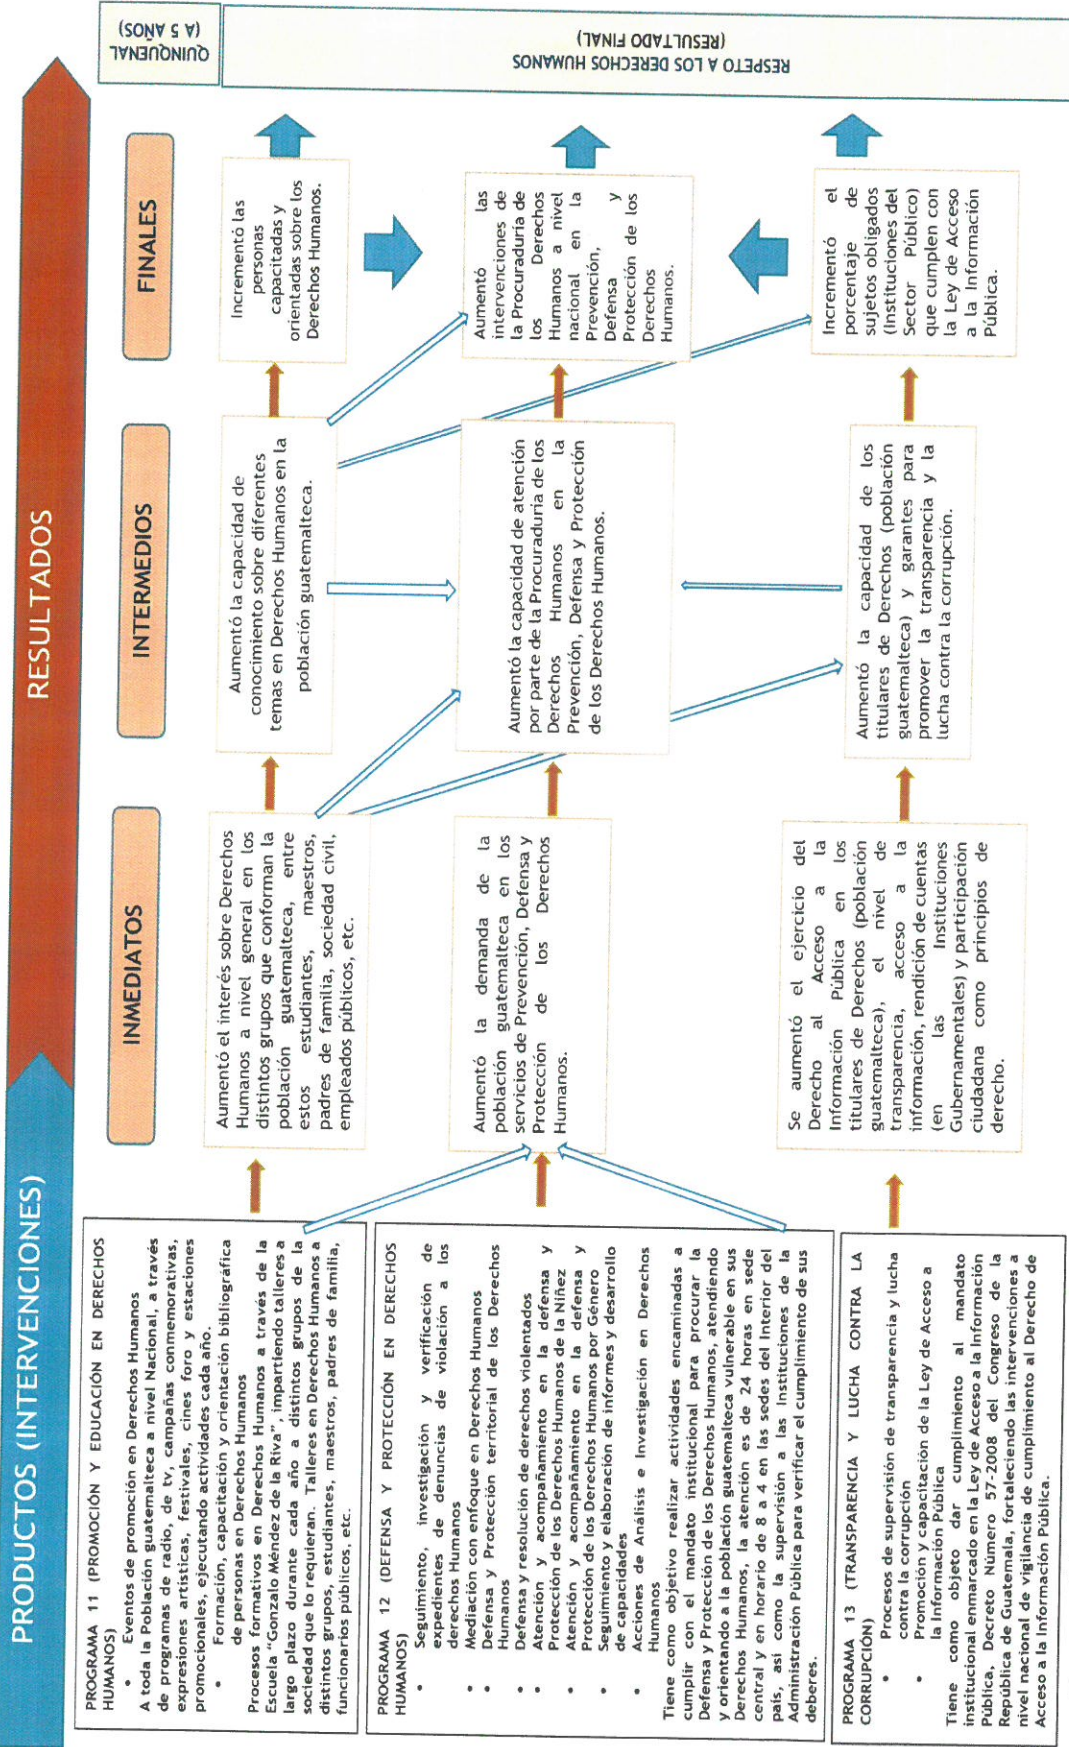 PRODUCTOS (INTERVENCIONES)
RESULTADOS
INMEDIATOS
INTERMEDIOS
FINALES
QUINQUENAL
(A 5 AÑOS)
PROGRAMA 11 (PROMOCIÓN Y EDUCACIÓN EN DERECHOS
HUMANOS)
• Eventos de promoción en Derechos Humanos
A toda la Población guatemalteca a nivel Nacional, a través
de programas de radio, de tv, campañas conmemorativas,
expresiones artísticas, festivales, cines foro y estaciones
promocionales, ejecutando actividades cada año.
• Formación, capacitación y orientación bibliográfica
de personas en Derechos Humanos
Procesos formativos en Derechos Humanos a través de la
Escuela "Gonzalo Méndez de la Riva", impartiendo talleres a
largo plazo durante cada año a distintos grupos de la
sociedad que lo requieran. Talleres en Derechos Humanos a
distintos grupos, estudiantes, maestros, padres de familia,
funcionarios públicos, etc.
Aumentó el interés sobre Derechos
Humanos a nivel general en los
distintos grupos que conforman la
población guatemalteca, entre
estos estudiantes, maestros,
padres de familia, sociedad civil,
empleados públicos, etc.
Aumentó la capacidad de
conocimiento sobre diferentes
temas en Derechos Humanos en la
población guatemalteca.
Incrementó las
personas
capacitadas y
orientadas sobre los
Derechos Humanos.
PROGRAMA 12 (DEFENSA Y PROTECCIÓN EN DERECHOS
HUMANOS)
• Seguimiento, investigación y verificación de
expedientes de denuncias de violación a los
derechos Humanos
• Mediación con enfoque en Derechos Humanos
• Defensa y Protección territorial de los Derechos
Humanos
• Defensa y resolución de derechos violentados
• Atención y acompañamiento en la defensa y
Protección de los Derechos Humanos de la Niñez
• Atención y acompañamiento en la defensa y
Protección de los Derechos Humanos por Género
• Seguimiento y elaboración de informes y desarrollo
de capacidades
• Acciones de Análisis e Investigación en Derechos
Humanos
Tiene como objetivo realizar actividades encaminadas a
cumplir con el mandato institucional para procurar la
Defensa y Protección de los Derechos Humanos, atendiendo
y orientando a la población guatemalteca vulnerable en sus
Derechos Humanos, la atención es de 24 horas en sede
central y en horario de 8 a 4 en las sedes del Interior del
país, así como la supervisión a las Instituciones de la
Administración Pública para verificar el cumplimiento de sus
deberes.
Aumentó la demanda de la
población guatemalteca en los
servicios de Prevención, Defensa y
Protección de los Derechos
Humanos.
Aumentó la capacidad de atención
por parte de la Procuraduría de los
Derechos Humanos en la
Prevención, Defensa y Protección
de los Derechos Humanos.
Aumentó las
intervenciones de
la Procuraduría de
los Derechos
Humanos a nivel
nacional en la
Prevención,
Defensa y
Protección de los
Derechos
Humanos.
PROGRAMA 13 (TRANSPARENCIA Y LUCHA CONTRA LA
CORRUPCIÓN)
• Procesos de supervisión de transparencia y lucha
contra la corrupción
• Promoción y capacitación de la Ley de Acceso a
la Información Pública
Tiene como objeto dar cumplimiento al mandato
institucional enmarcado en la Ley de Acceso a la Información
Pública, Decreto Número 57-2008 del Congreso de la
República de Guatemala, fortaleciendo las intervenciones a
nivel nacional de vigilancia de cumplimiento al Derecho de
Acceso a la Información Pública.
Se aumentó el ejercicio del
Derecho al Acceso a la
Información Pública en los
titulares de Derechos (población
guatemalteca), el nivel de
transparencia, acceso a la
información, rendición de cuentas
(en las Instituciones
Gubernamentales) y participación
ciudadana como principios de
derecho.
Aumentó la capacidad de los
titulares de Derechos (población
guatemalteca) y garantes para
promover la transparencia y la
lucha contra la corrupción.
Incrementó el
porcentaje de
sujetos obligados
(Instituciones del
Sector Público)
que cumplen con
la Ley de Acceso
a la Información
Pública.
RESPETO A LOS DERECHOS HUMANOS
(RESULTADO FINAL)